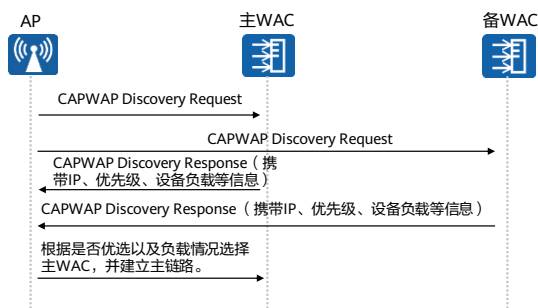 AP
主WAC
备WAC
CAPWAP Discovery Request
CAPWAP Discovery Request
CAPWAP Discovery Response（携
带IP、优先级、设备负载等信息）
CAPWAP Discovery Response（携带IP、优先级、设备负载等信息）
根据是否优选以及负载情况选择
主WAC，并建立主链路。